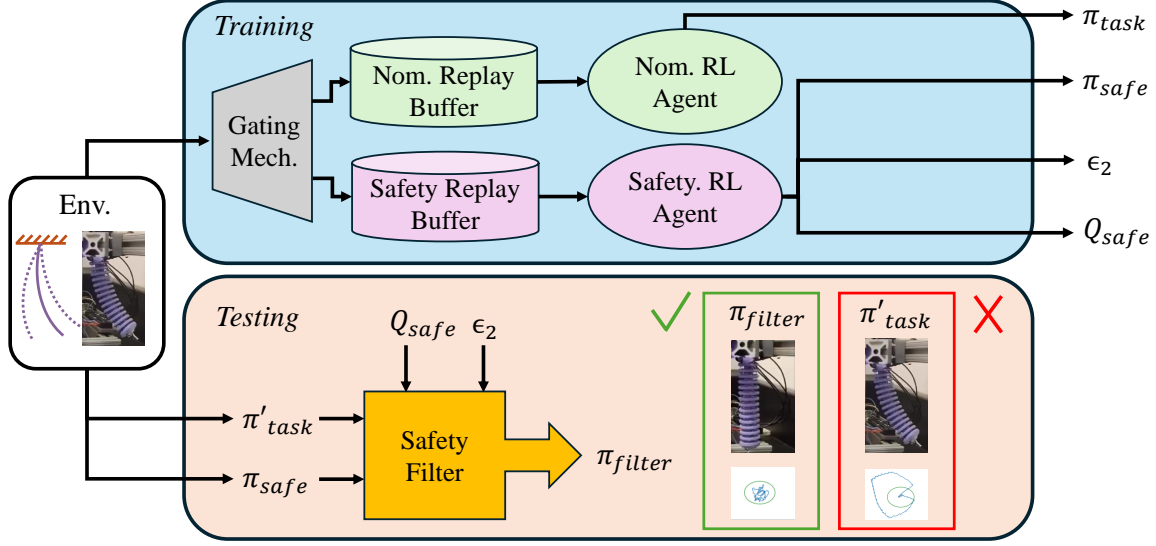 Training
π_task
Nom. Replay
Buffer
Nom. RL
Agent
π_safe
Gating
Mech.
ϵ_2
Safety Replay
Buffer
Safety. RL
Agent
Q_safe
Env.
Testing
Q_safe ϵ_2
π_filter
π'_task
π'_task
Safety
Filter
π_filter
π_safe